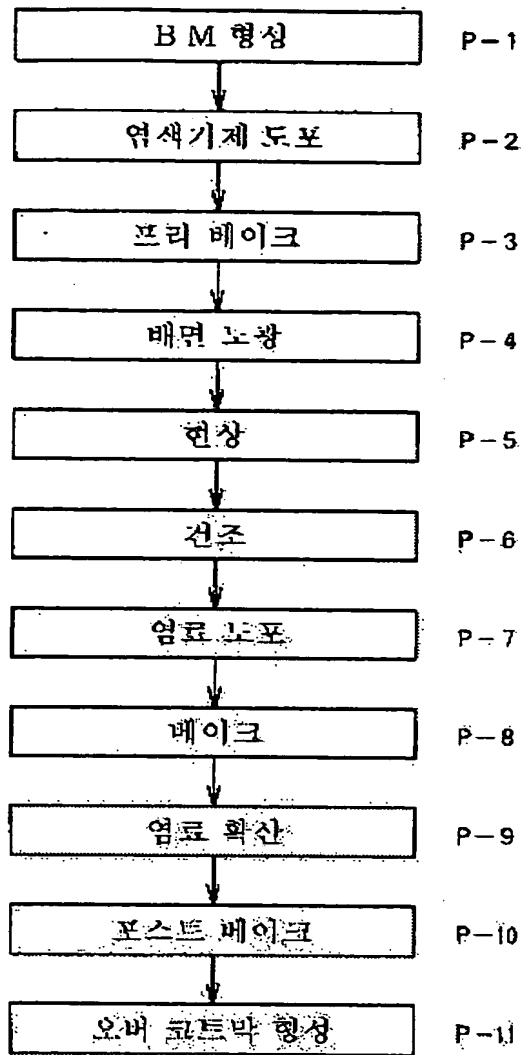 BM 형성 P-1
염색기제 도포 P-2
프리 베이크 P-3
배면 노광 P-4
현상 P-5
건조 P-6
염료 도포 P-7
베이크 P-8
염료 확산 P-9
포스트 베이크 P-10
오버 코트막 형성 P-11